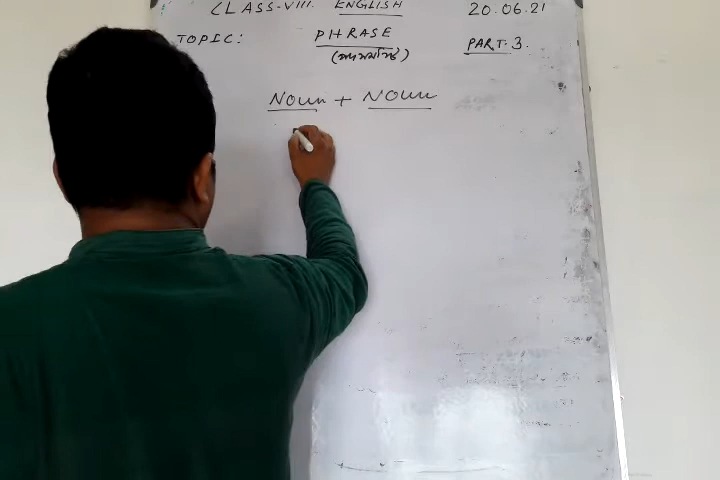 CLASS-VIII. ENGLISH 20.06.21
TOPIC: PHRASE PART: 3.
Noun + Noun